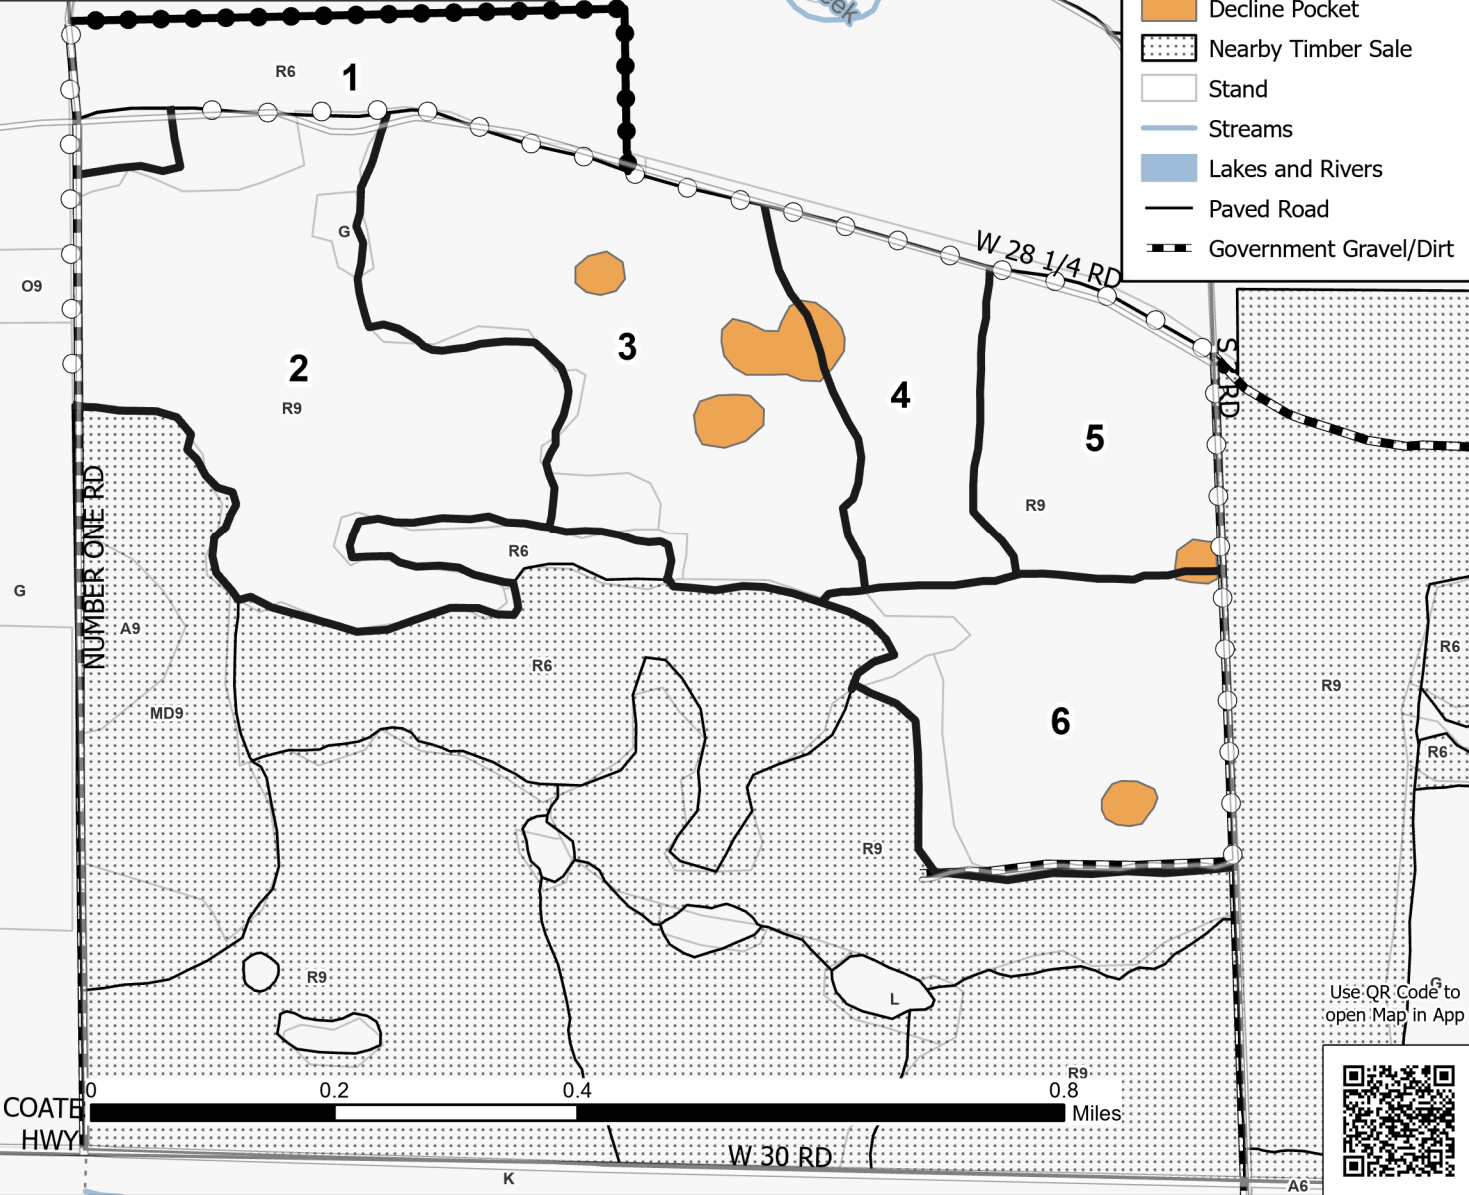 eek
Decline Pocket
Nearby Timber Sale
Stand
Streams
Lakes and Rivers
Paved Road
Government Gravel/Dirt
R6
1
G
W 28 1/4 RD
O9
3
2
R9
4
5
S 7 RD
R9
NUMBER ONE RD
R6
G
A9
R6
MD9
R9
R6
6
R6
R9
R9
L
G
Use QR Code to
open Map in App
R9
0 0.2 0.4 0.8
Miles
COATE
HWY
W 30 RD
K
A6